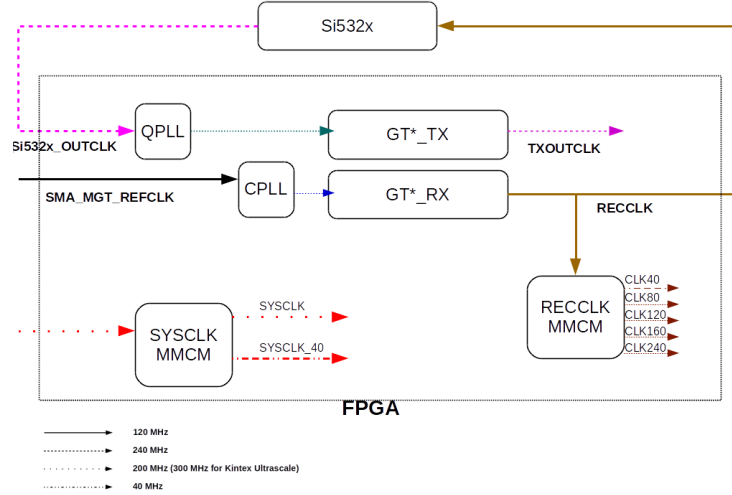 Si532x
QPLL
GT*_TX
Si532x_OUTCLK
TXOUTCLK
CPLL
GT*_RX
SMA_MGT_REFCLK
RECCLK
SYSCLK
MMCM
SYSCLK
SYSCLK_40
RECCLK
MMCM
CLK40
CLK80
CLK120
CLK160
CLK240
FPGA
120 MHz
240 MHz
200 MHz (300 MHz for Kintex Ultrascale)
40 MHz